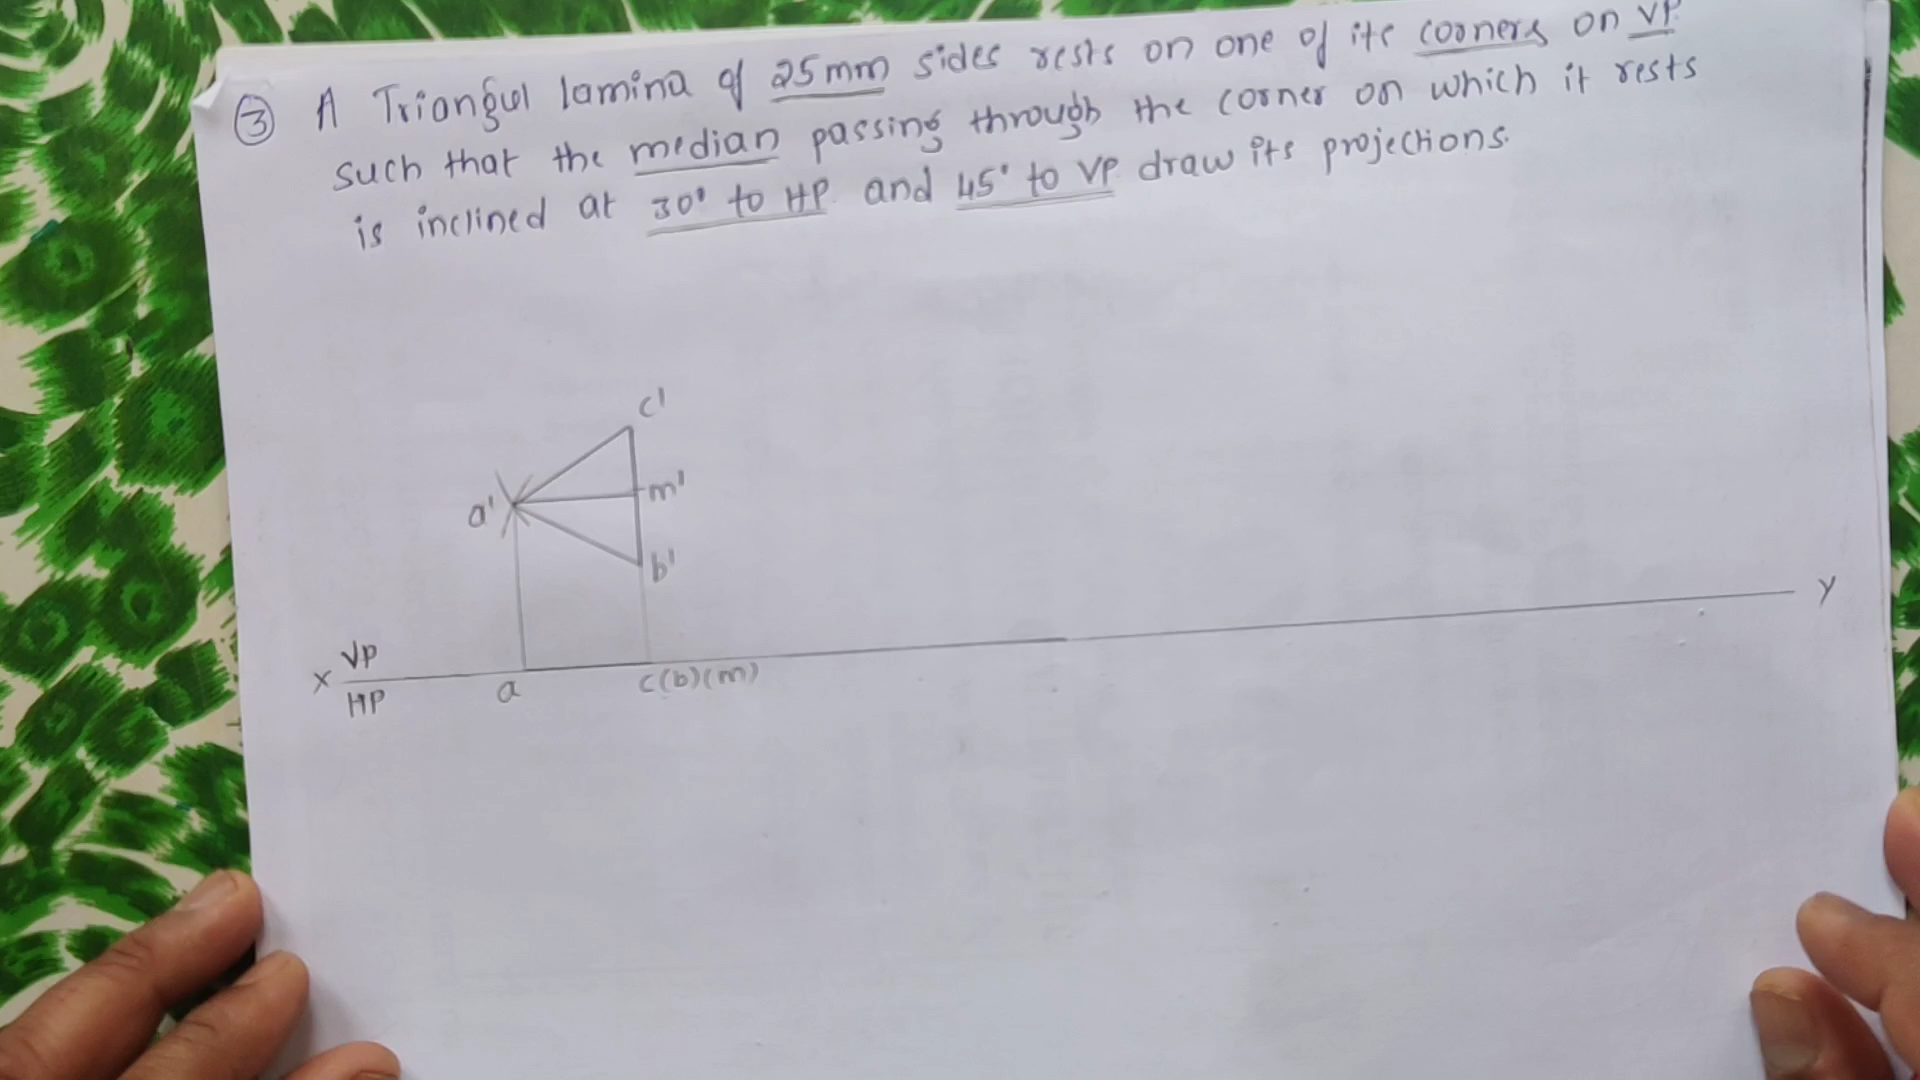 ③ A Triangul lamina of 25mm sides rests on one of its corners on VP
such that the median passing through the corner on which it rests
is inclined at 30° to HP. and 45° to VP draw its projections.
c'
a' m'
b'
x VP y
HP a c(b)(m)